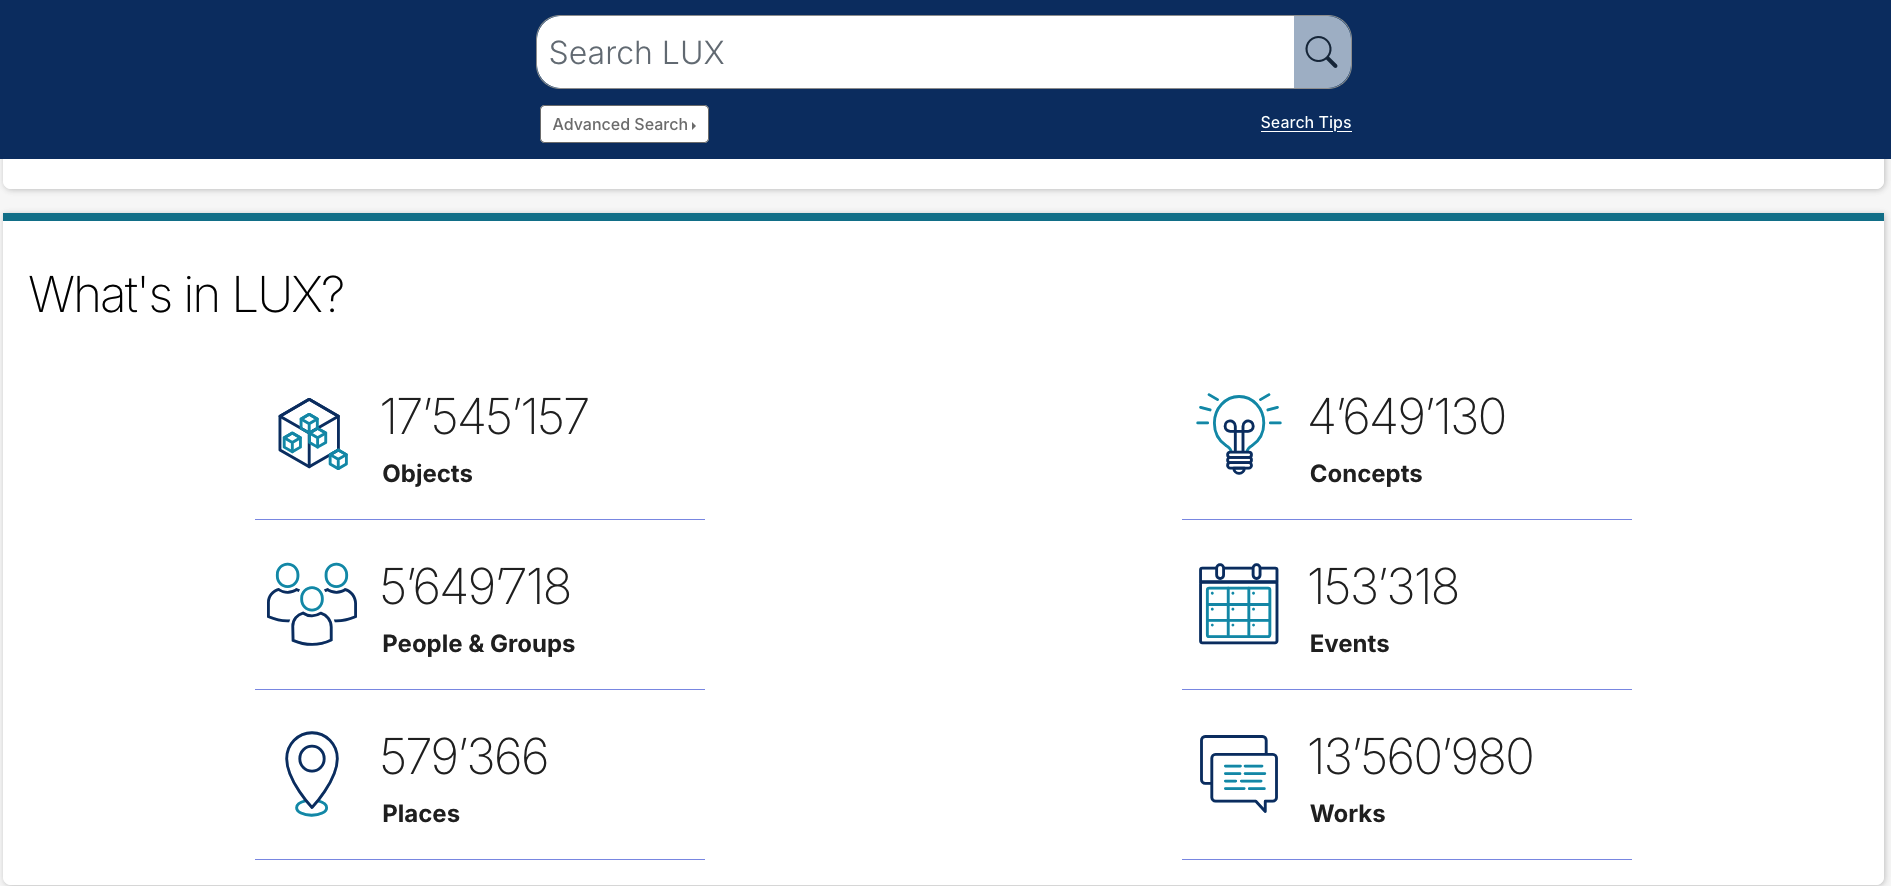 Search LUX
Advanced Search
Search Tips
What's in LUX?
17’545’157
Objects
4’649’130
Concepts
5’649’718
People & Groups
153’318
Events
579’366
Places
13’560’980
Works